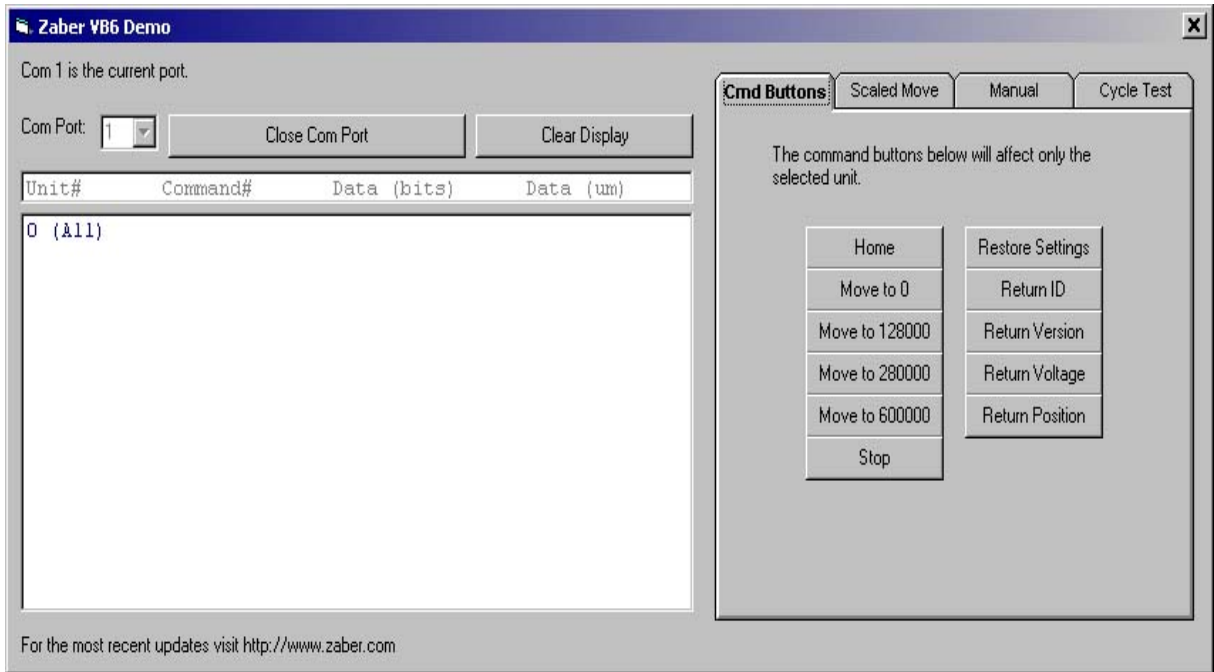 Zaber VB6 Demo
Com 1 is the current port.
Com Port: 1 Close Com Port Clear Display
Unit# Command# Data (bits) Data (um)
0 (All)
For the most recent updates visit http://www.zaber.com
Cmd Buttons Scaled Move Manual Cycle Test
The command buttons below will affect only the
selected unit.
Home Restore Settings
Move to 0 Return ID
Move to 128000 Return Version
Move to 280000 Return Voltage
Move to 600000 Return Position
Stop